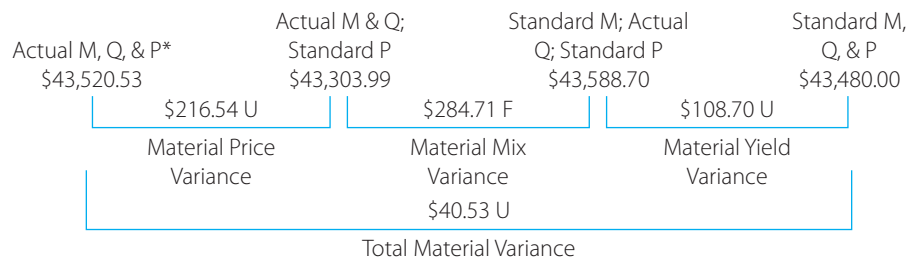 Actual M & Q; Standard M; Actual Standard M,
Actual M, Q, & P* Standard P Q; Standard P Q, & P
$43,520.53 $43,303.99 $43,588.70 $43,480.00
$216.54 U $284.71 F $108.70 U
Material Price Material Mix Material Yield
Variance Variance Variance
$40.53 U
Total Material Variance